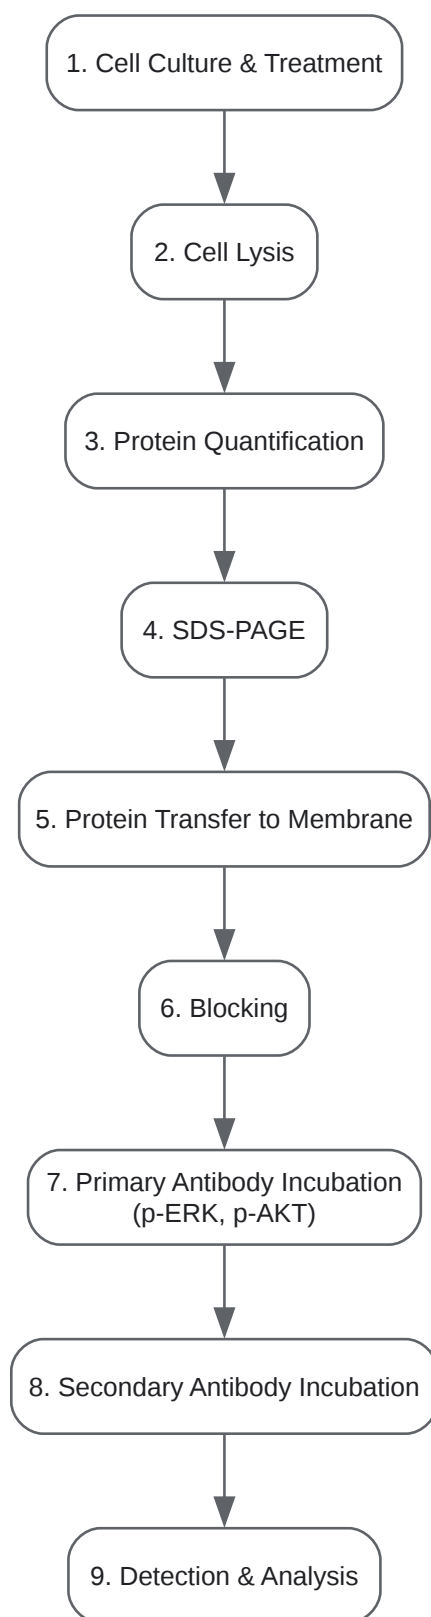 1. Cell Culture & Treatment
2. Cell Lysis
3. Protein Quantification
4. SDS-PAGE
5. Protein Transfer to Membrane
6. Blocking
7. Primary Antibody Incubation
(p-ERK, p-AKT)
8. Secondary Antibody Incubation
9. Detection & Analysis